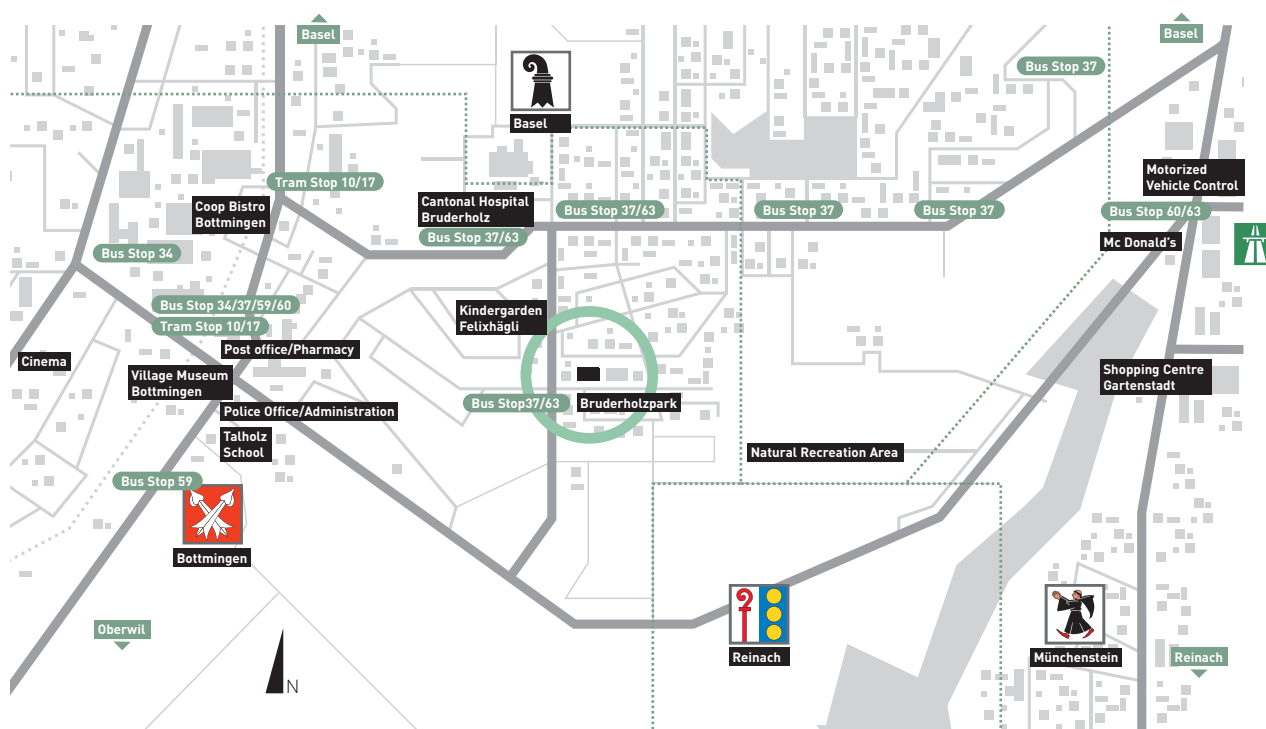 Basel
Basel
Bus Stop 37
Basel
Tram Stop 10/17
Motorized
Vehicle Control
Coop Bistro
Bottmingen
Cantonal Hospital
Bruderholz
Bus Stop 37/63
Bus Stop 37
Bus Stop 37
Bus Stop 60/63
Bus Stop 37/63
Mc Donald's
Bus Stop 34
Bus Stop 34/37/59/60
Tram Stop 10/17
Kindergarden
Felixhägli
Post office/Pharmacy
Cinema
Village Museum
Bottmingen
Shopping Centre
Gartenstadt
Police Office/Administration
Bus Stop37/63
Bruderholzpark
Talholz
School
Natural Recreation Area
Bus Stop 59
Bottmingen
Oberwil
N
Reinach
Münchenstein
Reinach